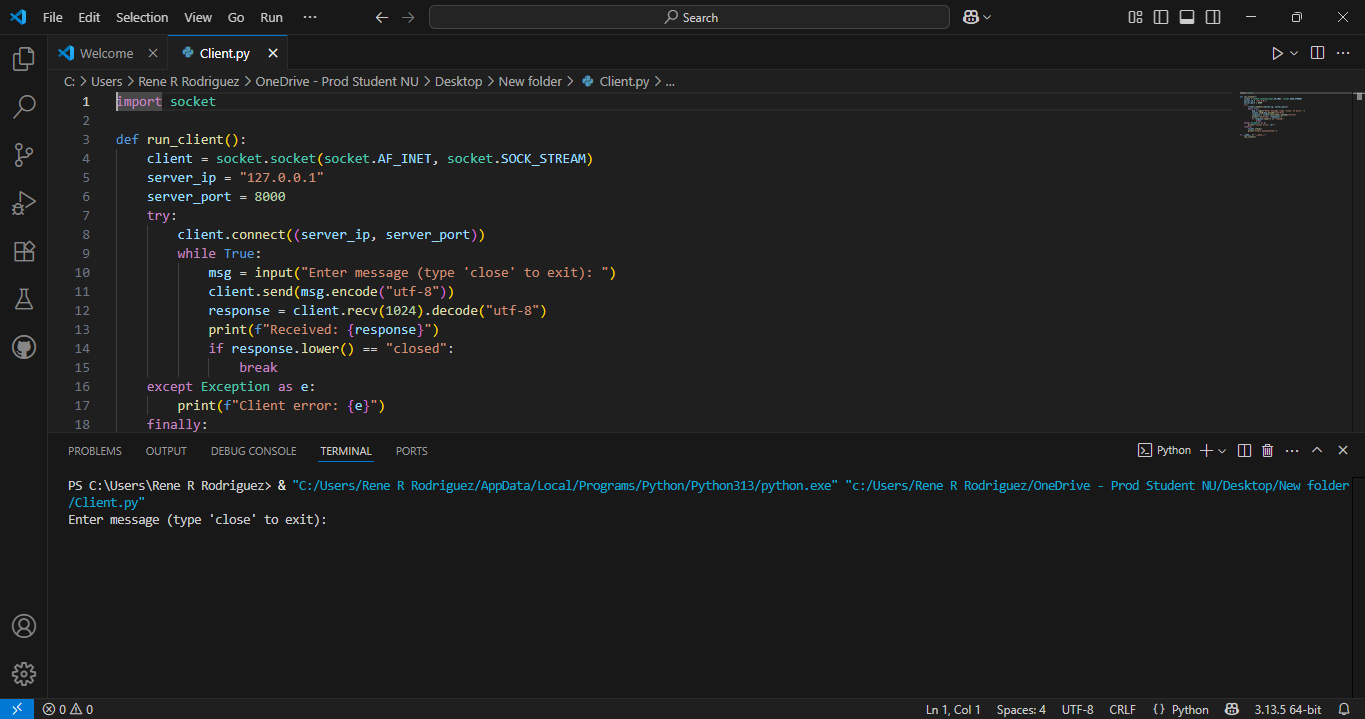 File Edit Selection View Go Run ··· Search
Welcome Client.py
C: > Users > Rene R Rodriguez > OneDrive - Prod Student NU > Desktop > New folder > Client.py > ...
1 import socket
2
3 def run_client():
4 client = socket.socket(socket.AF_INET, socket.SOCK_STREAM)
5 server_ip = "127.0.0.1"
6 server_port = 8000
7 try:
8 client.connect((server_ip, server_port))
9 while True:
10 msg = input("Enter message (type 'close' to exit): ")
11 client.send(msg.encode("utf-8"))
12 response = client.recv(1024).decode("utf-8")
13 print(f"Received: {response}")
14 if response.lower() == "closed":
15 break
16 except Exception as e:
17 print(f"Client error: {e}")
18 finally:
PROBLEMS OUTPUT DEBUG CONSOLE TERMINAL PORTS Python
PS C:\Users\Rene R Rodriguez> & "C:/Users/Rene R Rodriguez/AppData/Local/Programs/Python/Python313/python.exe" "c:/Users/Rene R Rodriguez/OneDrive - Prod Student NU/Desktop/New folder
/Client.py"
Enter message (type 'close' to exit):
0 0 Ln 1, Col 1 Spaces: 4 UTF-8 CRLF {} Python 3.13.5 64-bit